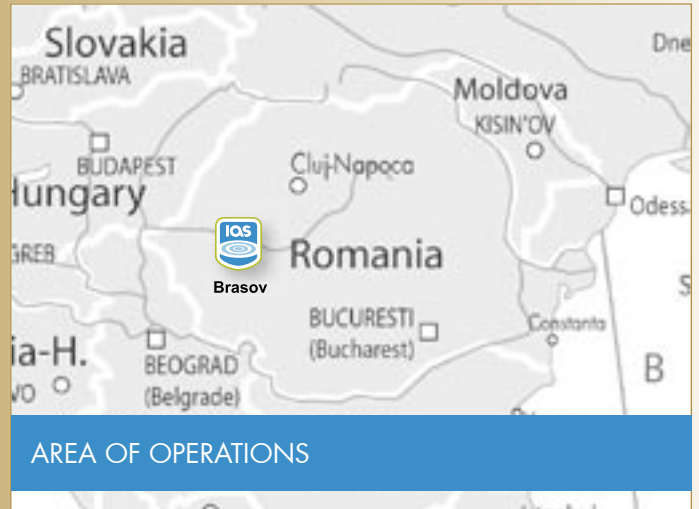 Slovakia
Dne
BRATISLAVA
Moldova
KISIN'OV
BUDAPEST
Cluj-Napoca
Hungary
Odess
IAS
GREB
Romania
S
Brasov
BUCURESTI
(Bucharest)
Constanta
ia-H.
BEOGRAD
(Belgrade)
B
VO
AREA OF OPERATIONS